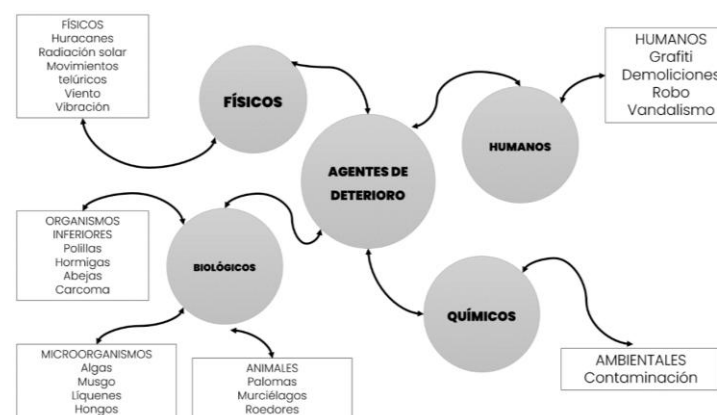 FÍSICOS
Huracanes
Radiación solar
Movimientos
telúricos
Viento
Vibración
FÍSICOS
HUMANOS
Grafiti
Demoliciones
Robo
Vandalismo
HUMANOS
AGENTES DE
DETERIORO
ORGANISMOS
INFERIORES
Polillas
Hormigas
Abejas
Carcoma
BIOLÓGICOS
QUÍMICOS
MICROORGANISMOS
Algas
Musgo
Líquenes
Hongos
ANIMALES
Palomas
Murciélagos
Roedores
AMBIENTALES
Contaminación